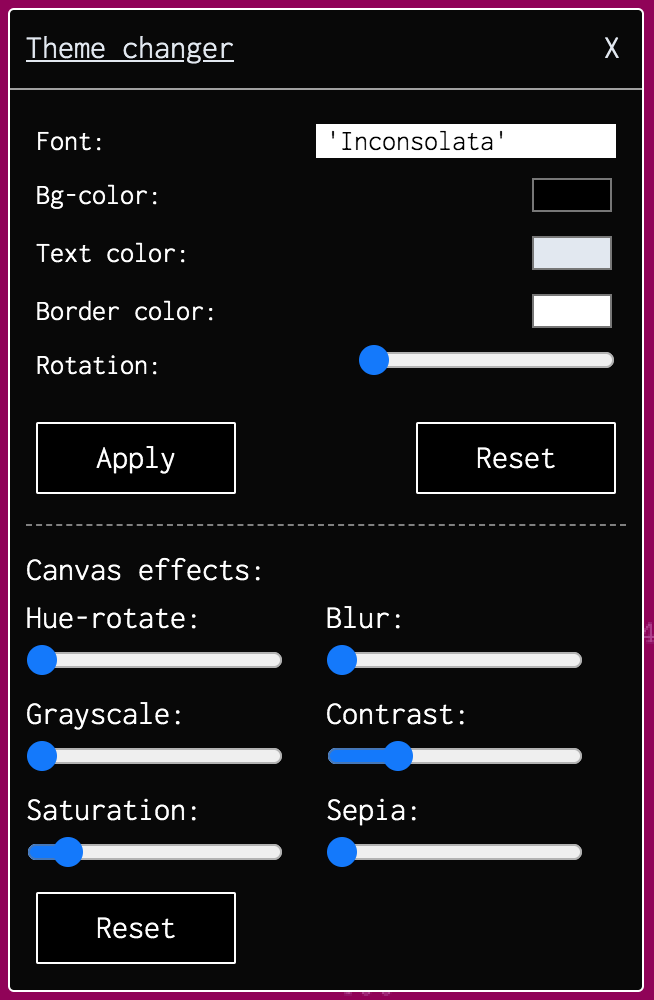 Theme changer X
Font: 'Inconsolata'
Bg-color:
Text color:
Border color:
Rotation:
Apply Reset
Canvas effects:
Hue-rotate: Blur:
Grayscale: Contrast:
Saturation: Sepia:
Reset